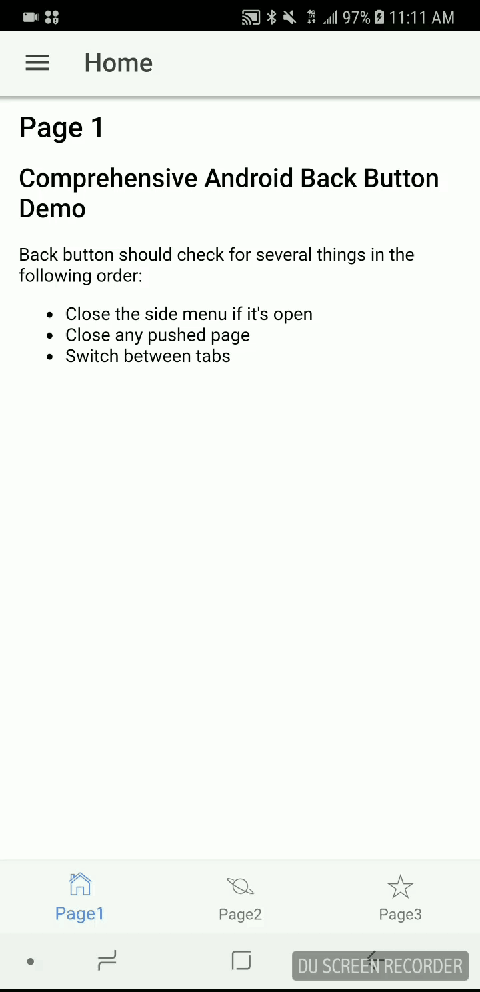 97% 11:11 AM
Home
Page 1
Comprehensive Android Back Button
Demo
Back button should check for several things in the
following order:
• Close the side menu if it's open
• Close any pushed page
• Switch between tabs
Page1 Page2 Page3
DU SCREEN RECORDER